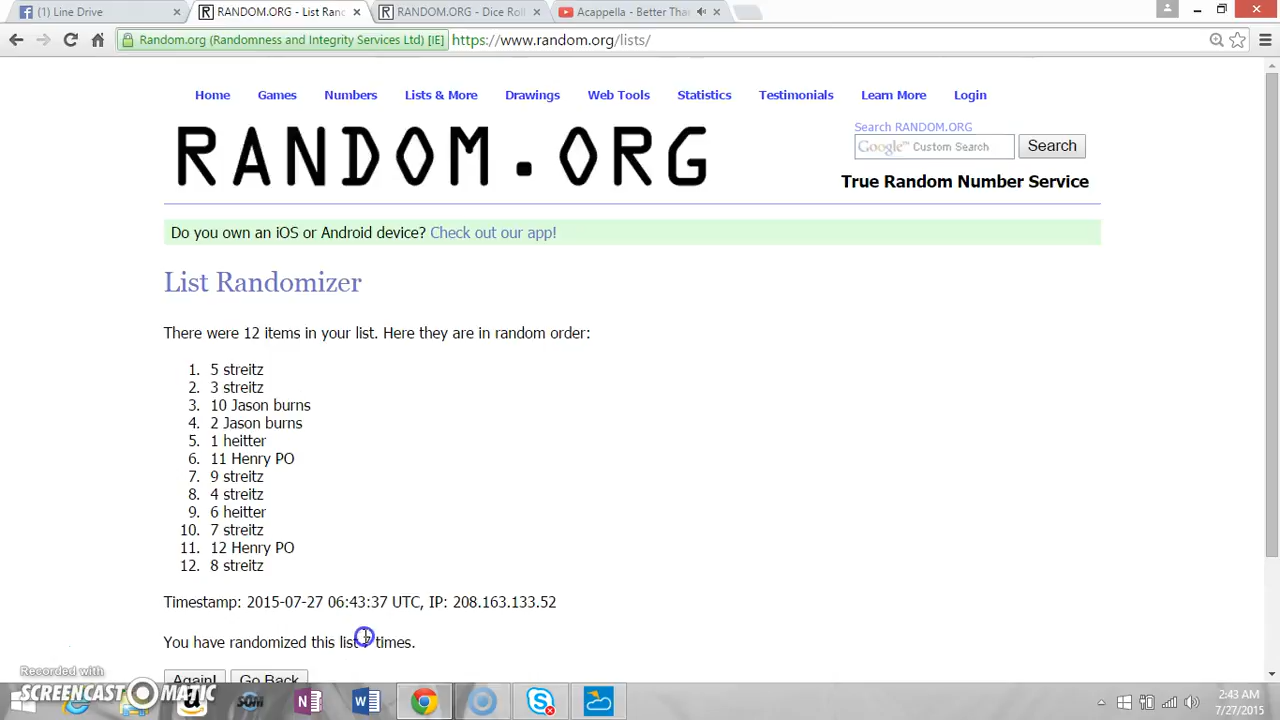 (1) Line Drive
RANDOM.ORG - List Ran
RANDOM.ORG - Dice Roll
Acappella - Better Than
Random.org (Randomness and Integrity Services Ltd) [IE]
https://www.random.org/lists/
Home Games Numbers Lists & More Drawings Web Tools Statistics Testimonials Learn More Login
RANDOM.ORG
Search RANDOM.ORG
Google™ Custom Search
Search
True Random Number Service
Do you own an iOS or Android device? Check out our app!
List Randomizer
There were 12 items in your list. Here they are in random order:
1. 5 streitz
2. 3 streitz
3. 10 Jason burns
4. 2 Jason burns
5. 1 heitter
6. 11 Henry PO
7. 9 streitz
8. 4 streitz
9. 6 heitter
10. 7 streitz
11. 12 Henry PO
12. 8 streitz
Timestamp: 2015-07-27 06:43:37 UTC, IP: 208.163.133.52
You have randomized this list times.
Again! Go Back
Recorded with
SCREENCAST MATIC
2:43 AM
7/27/2015